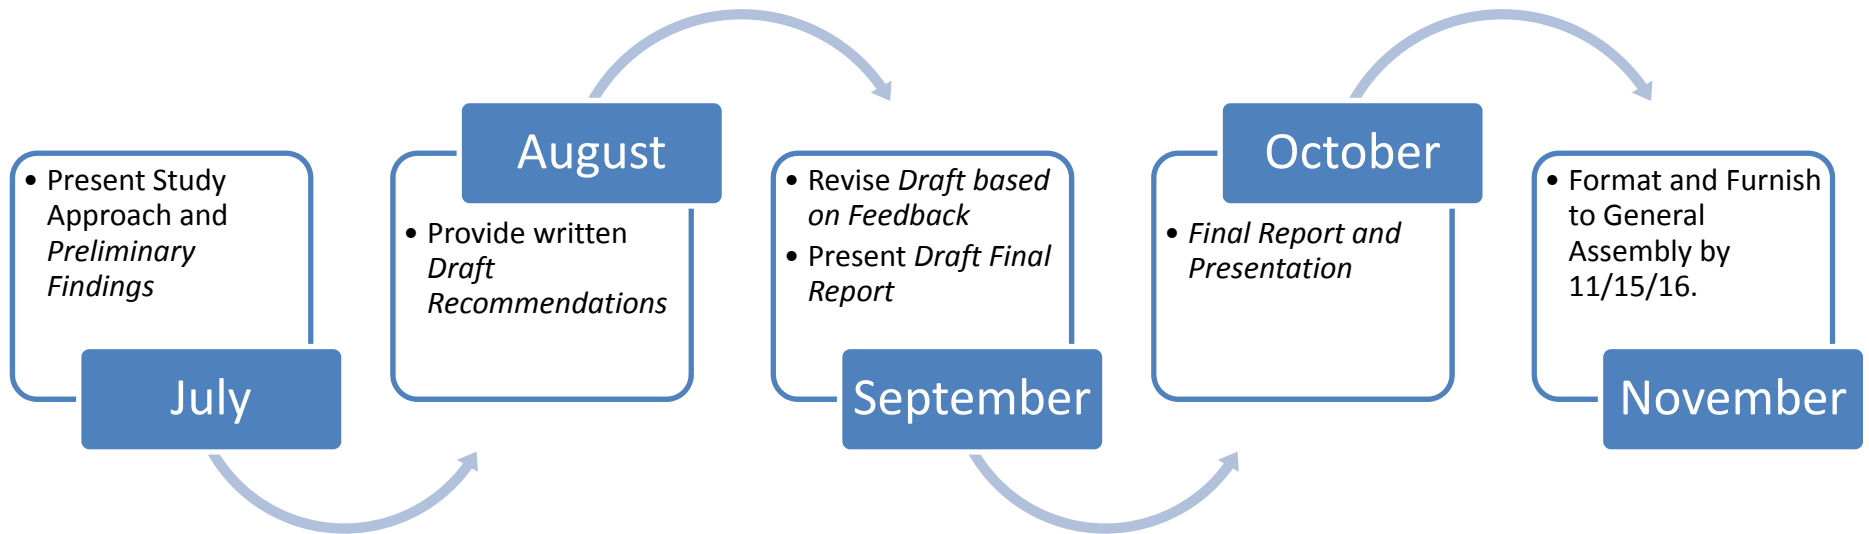 • Present Study
Approach and
Preliminary
Findings
July
August
• Provide written
Draft
Recommendations
• Revise Draft based
on Feedback
• Present Draft Final
Report
September
October
• Final Report and
Presentation
• Format and Furnish
to General
Assembly by
11/15/16.
November